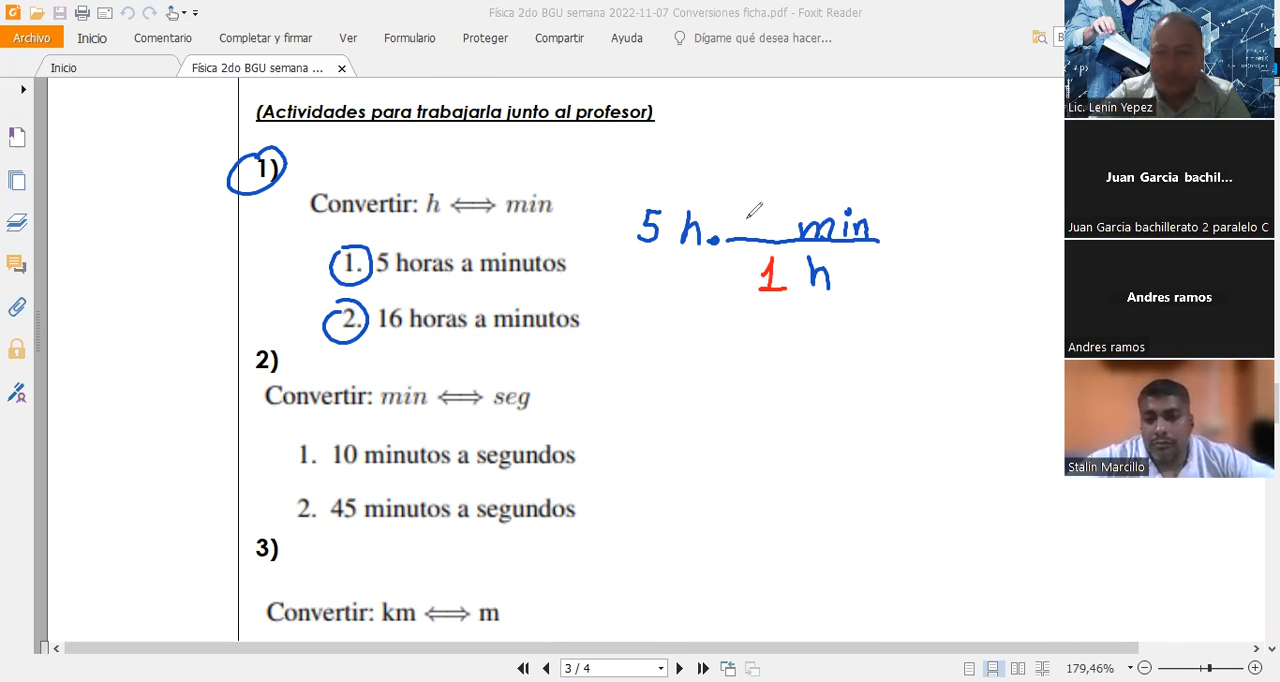 Física 2do BGU semana 2022-11-07 Conversiones ficha.pdf - Foxit Reader
Archivo Inicio Comentario Completar y firmar Ver Formulario Proteger Compartir Ayuda Dígame qué desea hacer...
Inicio Física 2do BGU semana ...
(Actividades para trabajarla junto al profesor)
1)
Convertir: h ⟺ min
1. 5 horas a minutos
2. 16 horas a minutos
5 h. min
1 h
2)
Convertir: min ⟺ seg
1. 10 minutos a segundos
2. 45 minutos a segundos
3)
Convertir: km ⟺ m
3 / 4
179,46%
Lic. Lenín Yepez
Juan Garcia bachil...
Juan Garcia bachillerato 2 paralelo C
Andres ramos
Andres ramos
Stalin Marcillo